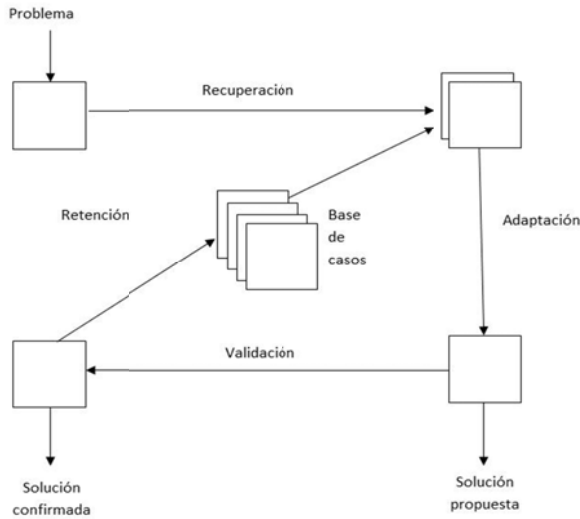 Problema
Recuperación
Retención
Base
de
casos
Adaptación
Validación
Solución
confirmada
Solución
propuesta